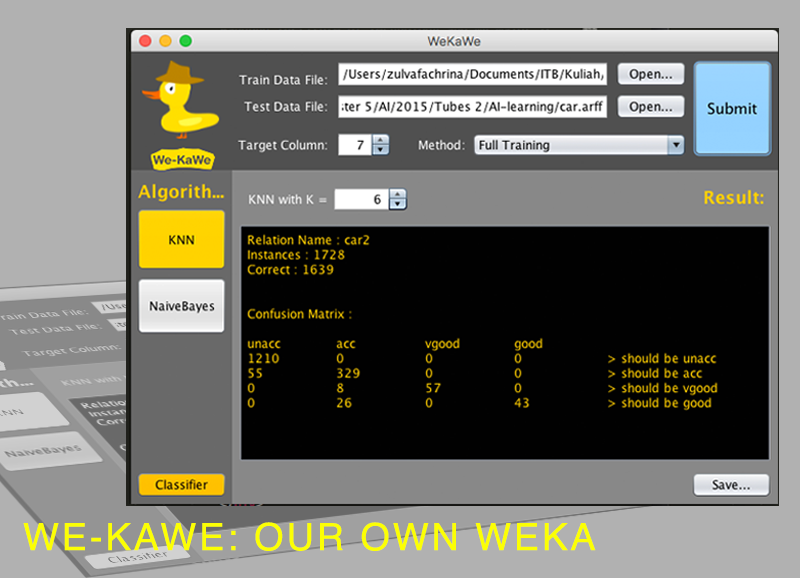 WeKaWe
Train Data File: /Users/zulvafachrina/Documents/ITB/Kuliah, Open...
Test Data File: ter 5/AI/2015/Tubes 2/AI-learning/car.arff Open...
Submit
Target Column: 7 Method: Full Training
We-KaWe
Algorith...
KNN with K = 6
Result:
KNN
NaiveBayes
Relation Name : car2
Instances : 1728
Correct : 1639
Confusion Matrix :
unacc acc vgood good
1210 0 0 0 > should be unacc
55 329 0 0 > should be acc
0 8 57 0 > should be vgood
0 26 0 43 > should be good
Classifier
Save...
Train Data File: /Use
Test Data File:
Target Column:
KNN with
NaiveBayes
Classifier
WE-KAWE: OUR OWN WEKA